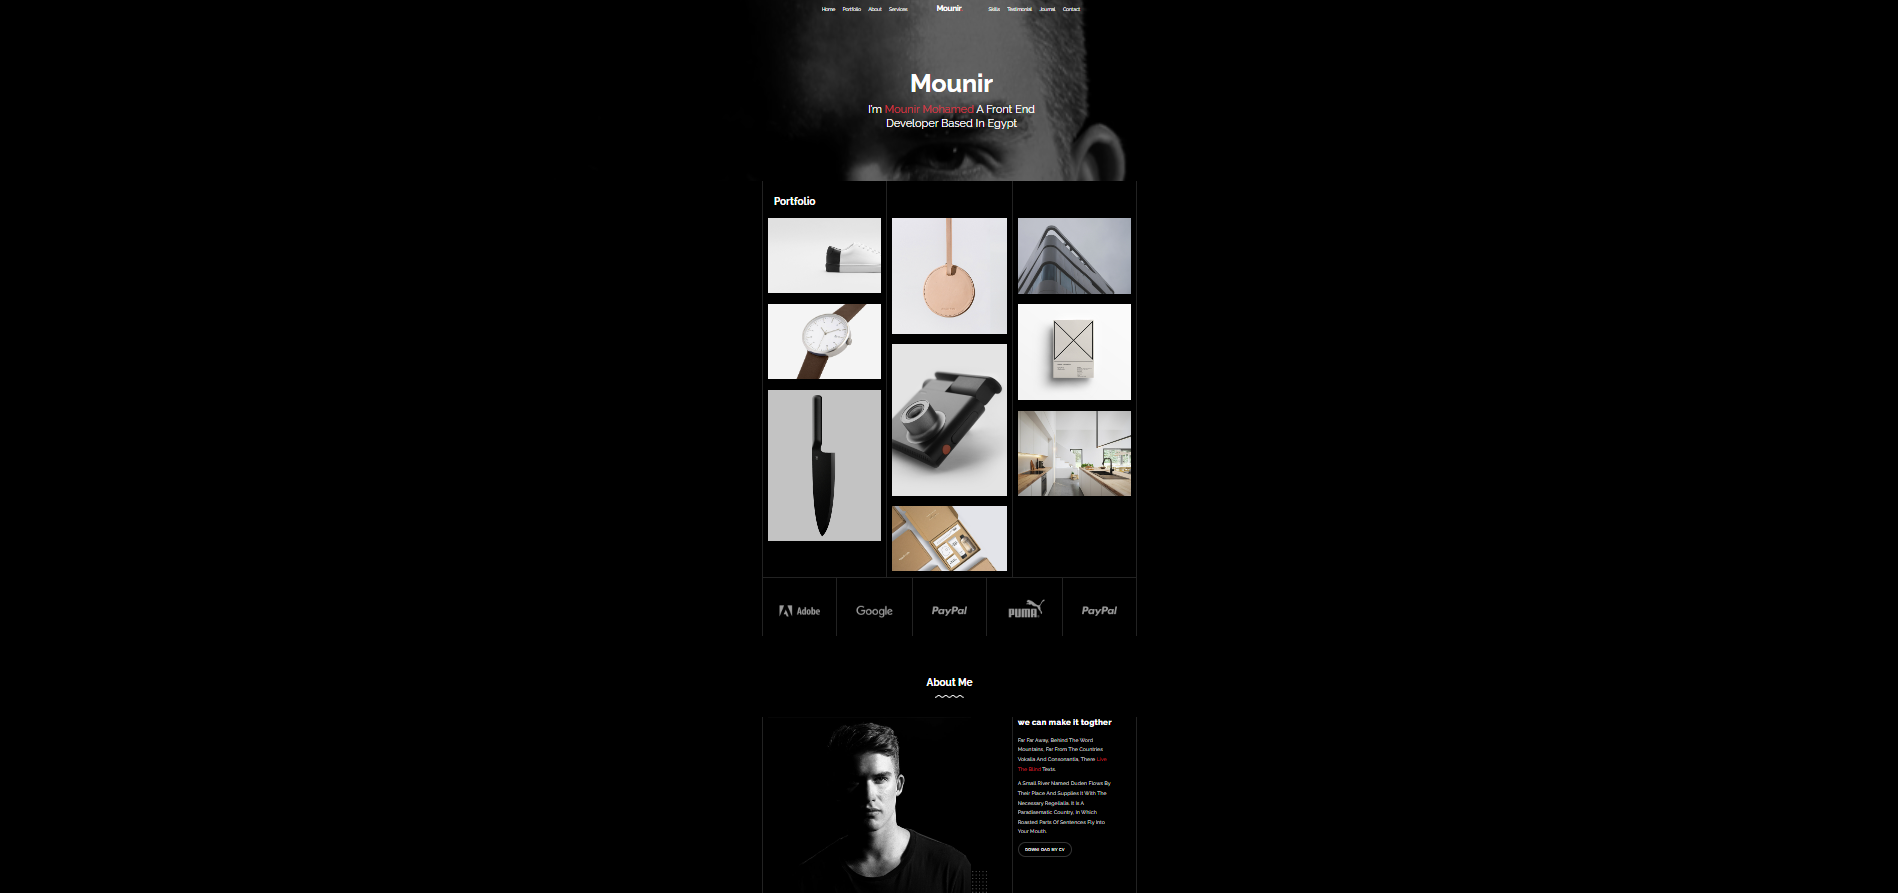 Home Portfolio About Services Mounir Skills Testimonial Journal Contact
Mounir
I'm Mounir Mohamed A Front End
Developer Based In Egypt
Portfolio
Adobe Google PayPal PUMA PayPal
About Me
we can make it togther
Far Far Away, Behind The Word
Mountains, Far From The Countries
Vokalia And Consonantia, There Live
The Blind Texts.
A Small River Named Duden Flows By
Their Place And Supplies It With The
Necessary Regelialia. It Is A
Paradisematic Country, In Which
Roasted Parts Of Sentences Fly Into
Your Mouth.
DOWNLOAD MY CV